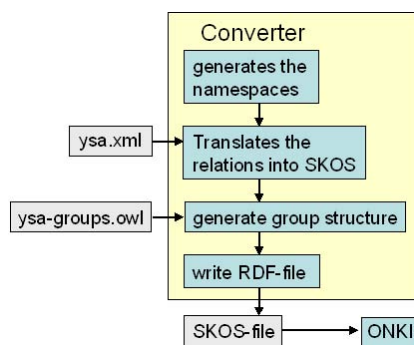 Converter
generates the
namespaces
ysa.xml
Translates the
relations into SKOS
ysa-groups.owl
generate group structure
write RDF-file
SKOS-file
ONKI